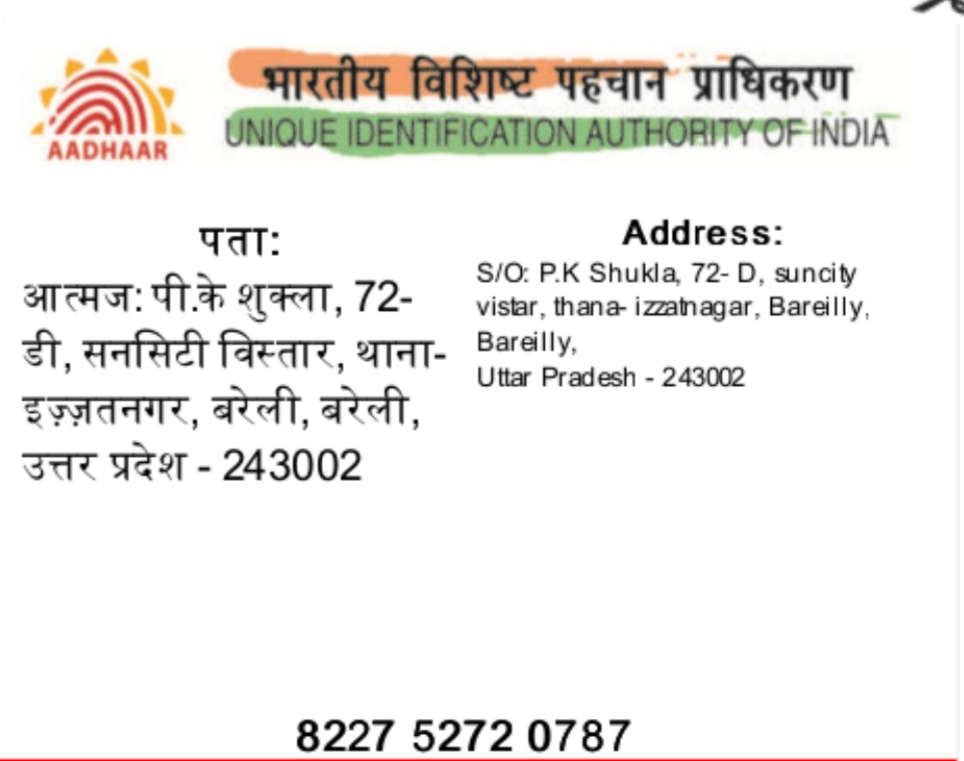 भारतीय विशिष्ट पहचान प्राधिकरण
UNIQUE IDENTIFICATION AUTHORITY OF INDIA
AADHAAR
पता:
आत्मज: पी.के शुक्ला, 72-
डी, सनसिटी विस्तार, थाना-
इज़्ज़तनगर, बरेली, बरेली,
उत्तर प्रदेश - 243002
Address:
S/O: P.K Shukla, 72- D, suncity
vistar, thana- izzatnagar, Bareilly,
Bareilly,
Uttar Pradesh - 243002
8227 5272 0787